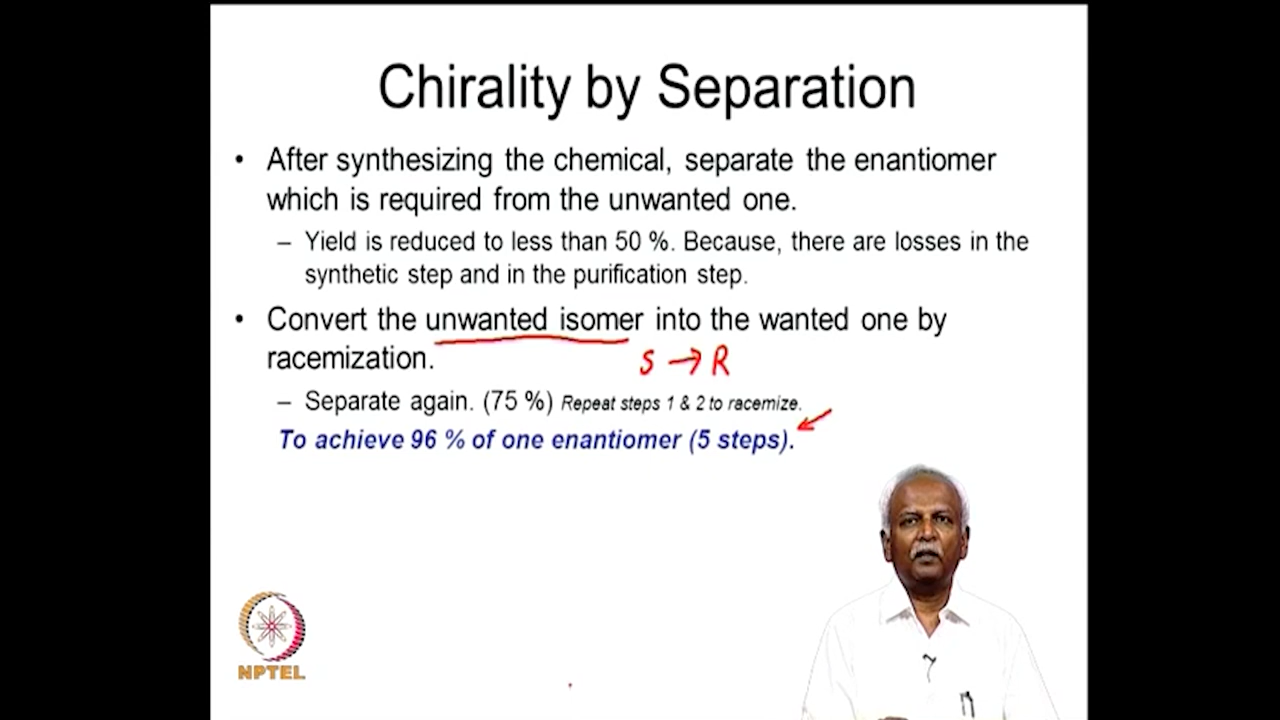 Chirality by Separation
• After synthesizing the chemical, separate the enantiomer
which is required from the unwanted one.
– Yield is reduced to less than 50 %. Because, there are losses in the
synthetic step and in the purification step.
• Convert the unwanted isomer into the wanted one by
racemization.
S → R
– Separate again. (75 %) Repeat steps 1 & 2 to racemize.
To achieve 96 % of one enantiomer (5 steps).
NPTEL